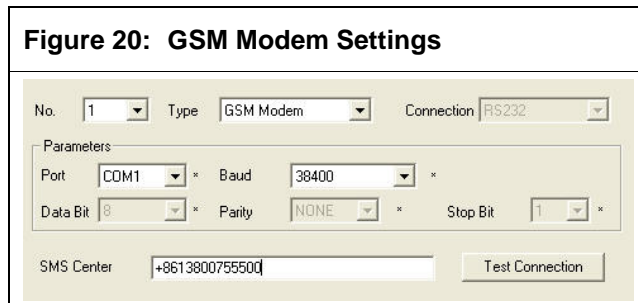 Figure 20: GSM Modem Settings
No. 1 Type GSM Modem Connection RS232
Parameters
Port COM1 * Baud 38400 *
Data Bit 8 * Parity NONE * Stop Bit 1 *
SMS Center +8613800755500 Test Connection